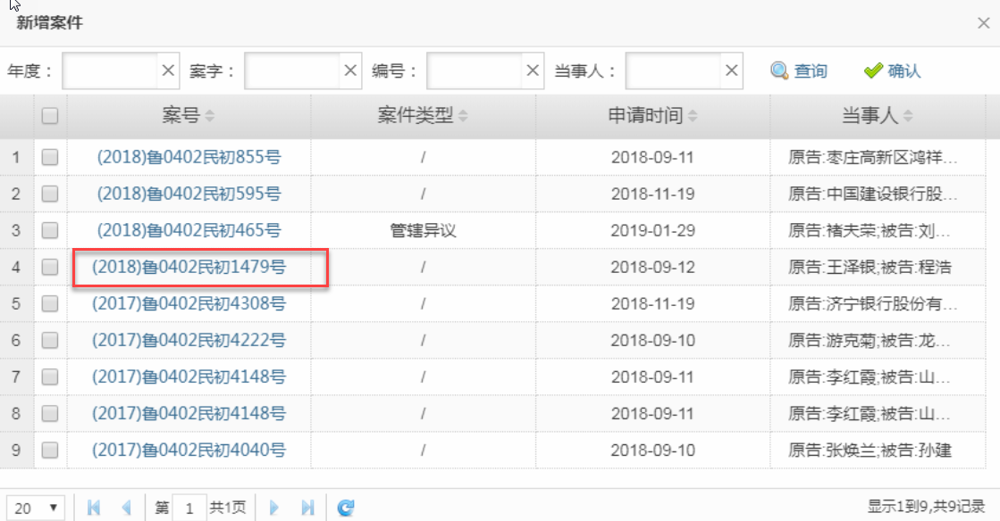 新增案件
年度： 案字： 编号： 当事人： 查询 确认
案号 案件类型 申请时间 当事人
1 (2018)鲁0402民初855号 / 2018-09-11 原告:枣庄高新区鸿祥...
2 (2018)鲁0402民初595号 / 2018-11-19 原告:中国建设银行股...
3 (2018)鲁0402民初465号 管辖异议 2019-01-29 原告:褚夫荣;被告:刘...
4 (2018)鲁0402民初1479号 / 2018-09-12 原告:王泽银;被告:程浩
5 (2017)鲁0402民初4308号 / 2018-11-19 原告:济宁银行股份有...
6 (2017)鲁0402民初4222号 / 2018-09-10 原告:游克菊;被告:龙...
7 (2017)鲁0402民初4148号 / 2018-09-11 原告:李红霞;被告:山...
8 (2017)鲁0402民初4148号 / 2018-09-11 原告:李红霞;被告:山...
9 (2017)鲁0402民初4040号 / 2018-09-10 原告:张焕兰;被告:孙建
20 第 1 共1页 显示1到9,共9记录